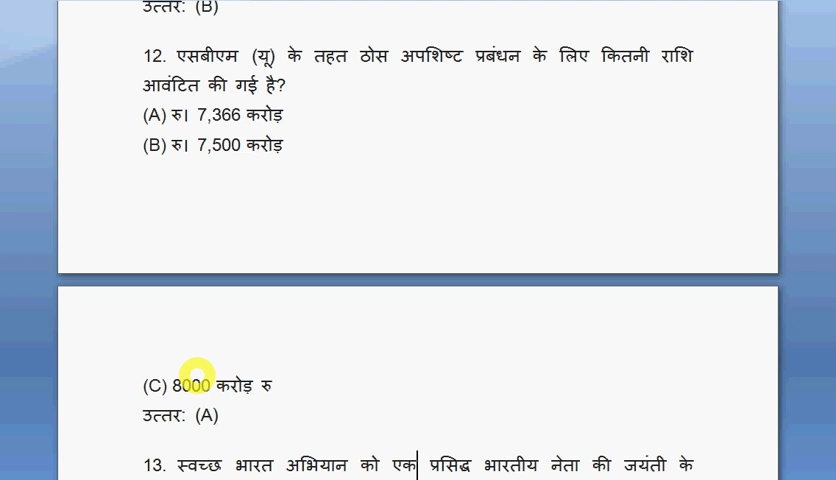 उत्तर: (B)
12. एसबीएम (यू) के तहत ठोस अपशिष्ट प्रबंधन के लिए कितनी राशि
आवंटित की गई है?
(A) रु। 7,366 करोड़
(B) रु। 7,500 करोड़
(C) 8000 करोड़ रु
उत्तर: (A)
13. स्वच्छ भारत अभियान को एक प्रसिद्ध भारतीय नेता की जयंती के